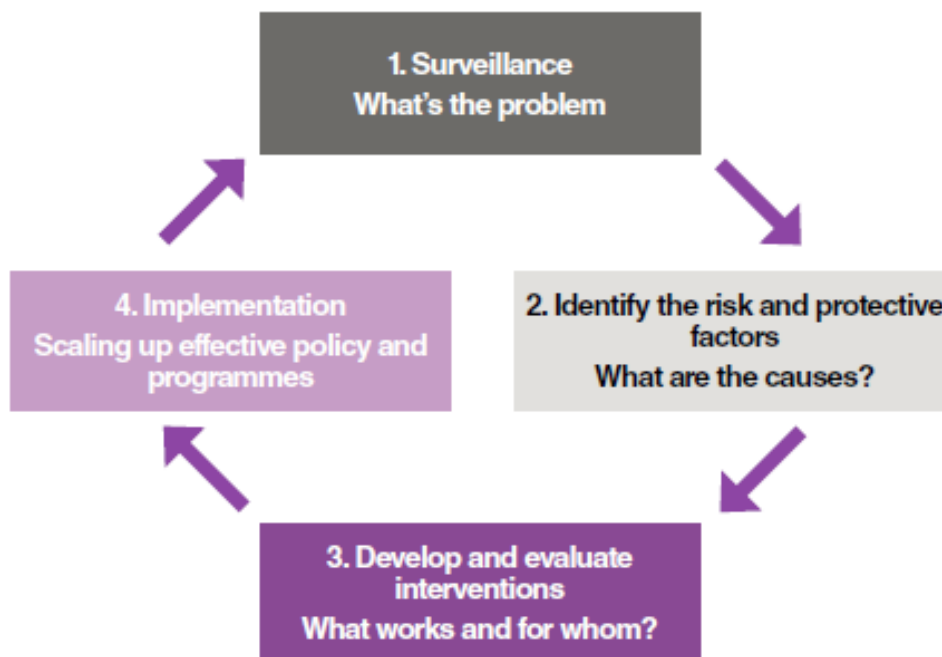 1. Surveillance
What's the problem
2. Identify the risk and protective
factors
What are the causes?
3. Develop and evaluate
interventions
What works and for whom?
4. Implementation
Scaling up effective policy and
programmes